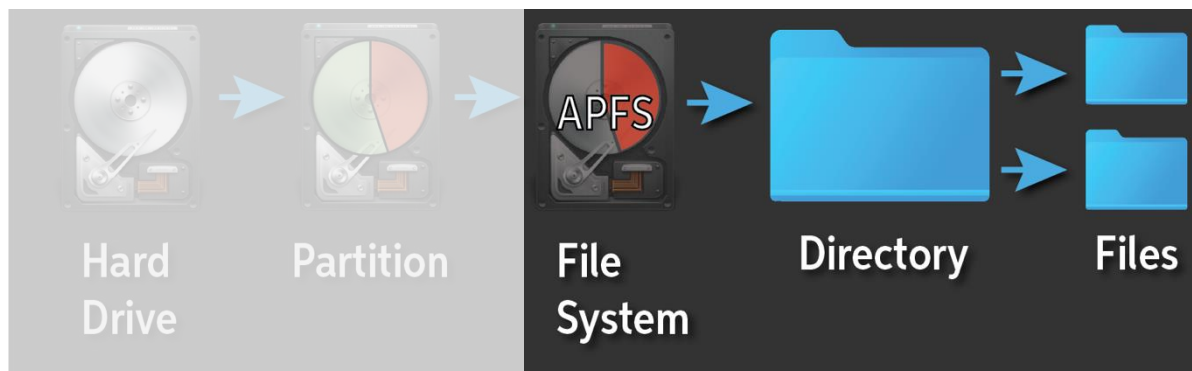 APFS
Hard
Drive
Partition
File
System
Directory
Files